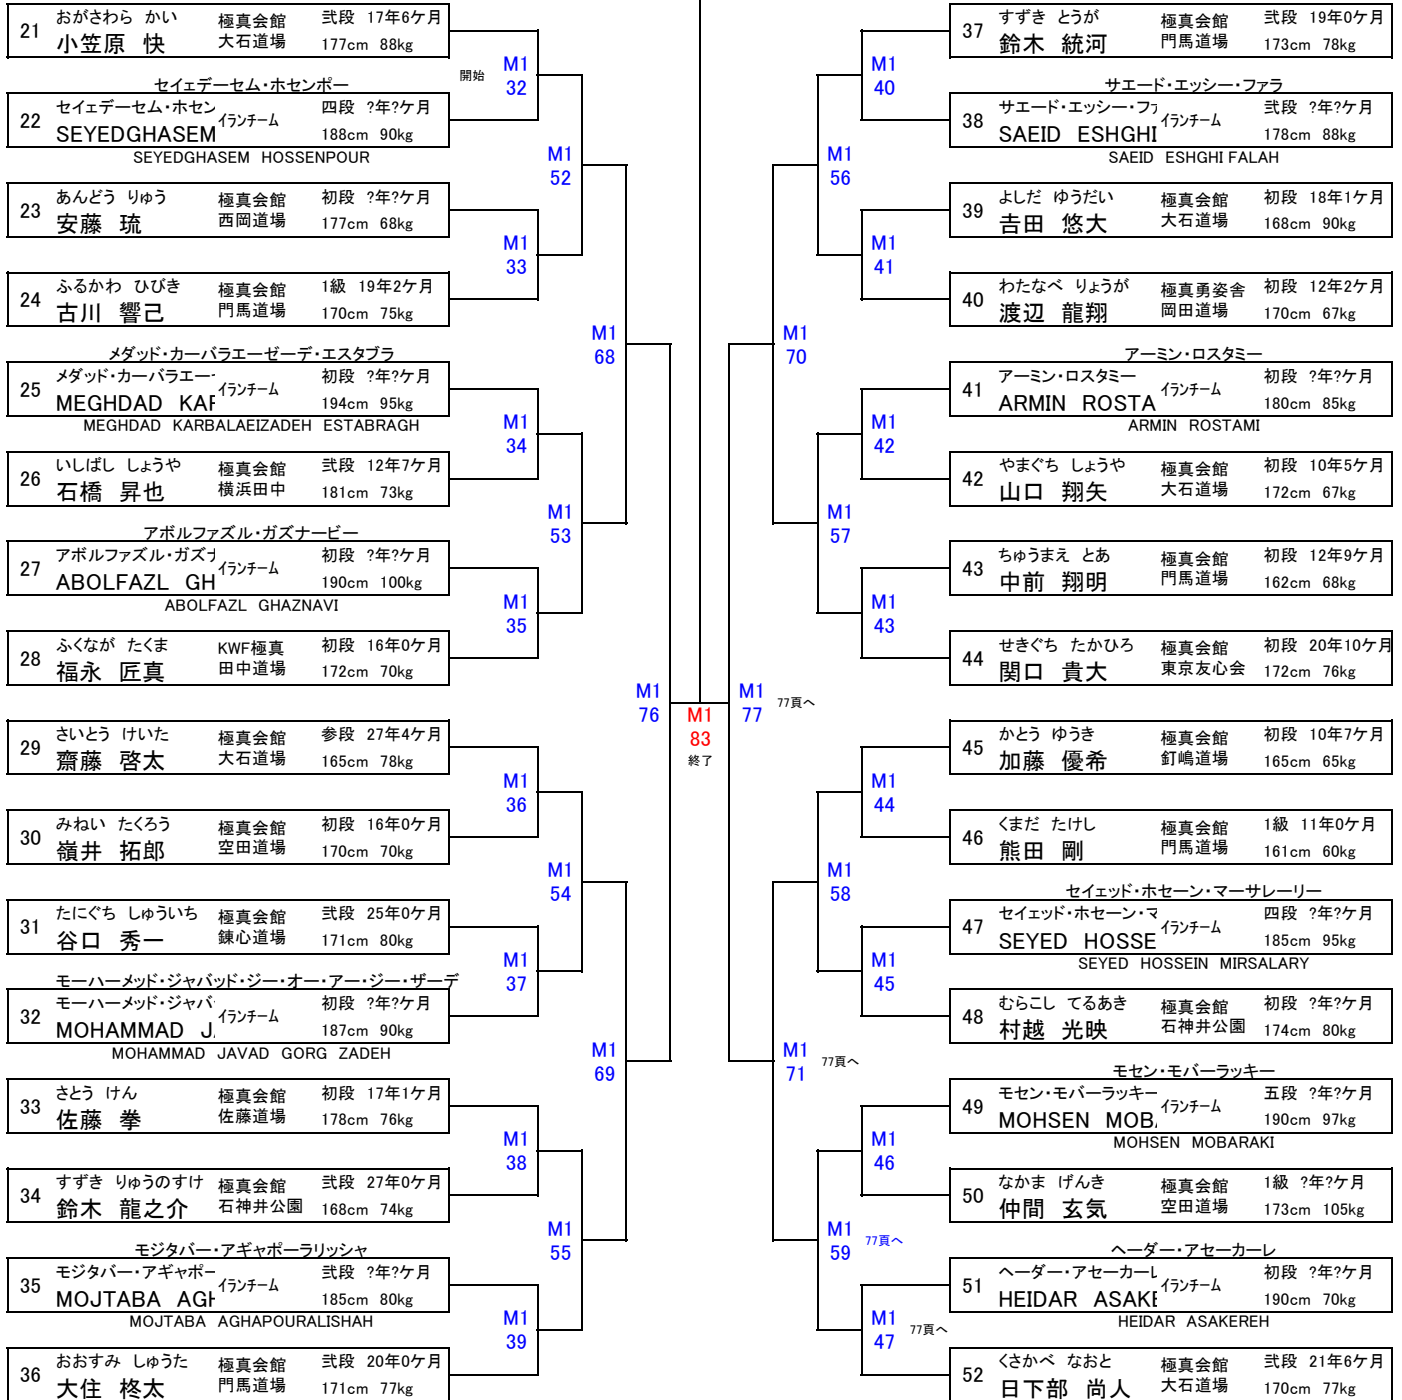 21 おがさわら かい 極真会館 弐段 17年6ケ月
小笠原 快 大石道場 177cm 88kg
開始
M1
32
セイェデーセム・ホセンポー
22 セイェデーセム・ホセン イランチーム 四段 ?年?ケ月
SEYEDGHASEM 188cm 90kg
SEYEDGHASEM HOSSENPOUR
M1
52
23 あんどう りゅう 極真会館 初段 ?年?ケ月
安藤 琉 西岡道場 177cm 68kg
M1
33
24 ふるかわ ひびき 極真会館 1級 19年2ケ月
古川 響己 門馬道場 170cm 75kg
M1
68
メダッド・カーバラエーゼーデ・エスタブラ
25 メダッド・カーバラエー イランチーム 初段 ?年?ケ月
MEGHDAD KAR 194cm 95kg
MEGHDAD KARBALAEIZADEH ESTABRAGH
M1
34
26 いしばし しょうや 極真会館 弐段 12年7ケ月
石橋 昇也 横浜田中 181cm 73kg
M1
53
アボルファズル・ガズナービー
27 アボルファズル・ガズナ イランチーム 初段 ?年?ケ月
ABOLFAZL GH 190cm 100kg
ABOLFAZL GHAZNAVI
M1
35
28 ふくなが たくま KWF極真 初段 16年0ケ月
福永 匠真 田中道場 172cm 70kg
M1
76
M1
83
終了
29 さいとう けいた 極真会館 参段 27年4ケ月
齋藤 啓太 大石道場 165cm 78kg
M1
36
30 みねい たくろう 極真会館 初段 16年0ケ月
嶺井 拓郎 空田道場 170cm 70kg
M1
54
31 たにぐち しゅういち 極真会館 弐段 25年0ケ月
谷口 秀一 錬心道場 171cm 80kg
M1
37
モーハーメッド・ジャバッド・ジー・オー・アー・ジー・ザーデ
32 モーハーメッド・ジャバ イランチーム 初段 ?年?ケ月
MOHAMMAD J 187cm 90kg
MOHAMMAD JAVAD GORG ZADEH
M1
69
33 さとう けん 極真会館 初段 17年1ケ月
佐藤 拳 佐藤道場 178cm 76kg
M1
38
34 すずき りゅうのすけ 極真会館 弐段 27年0ケ月
鈴木 龍之介 石神井公園 168cm 74kg
M1
55
モジタバー・アギャポーラリッシャ
35 モジタバー・アギャポー イランチーム 弐段 ?年?ケ月
MOJTABA AGH 185cm 80kg
MOJTABA AGHAPOURALISHAH
M1
39
36 おおすみ しゅうた 極真会館 弐段 20年0ケ月
大住 柊太 門馬道場 171cm 77kg
37 すずき とうが 極真会館 弐段 19年0ケ月
鈴木 統河 門馬道場 173cm 78kg
M1
40
サエード・エッシー・ファラ
38 サエード・エッシー・ファ イランチーム 弐段 ?年?ケ月
SAEID ESHGHI 178cm 88kg
SAEID ESHGHI FALAH
M1
56
39 よしだ ゆうだい 極真会館 初段 18年1ケ月
吉田 悠大 大石道場 168cm 90kg
M1
41
40 わたなべ りょうが 極真勇姿舎 初段 12年2ケ月
渡辺 龍翔 岡田道場 170cm 67kg
M1
70
アーミン・ロスタミー
41 アーミン・ロスタミー イランチーム 初段 ?年?ケ月
ARMIN ROSTA 180cm 85kg
ARMIN ROSTAMI
M1
42
42 やまぐち しょうや 極真会館 初段 10年5ケ月
山口 翔矢 大石道場 172cm 67kg
M1
57
43 ちゅうまえ とあ 極真会館 初段 12年9ケ月
中前 翔明 門馬道場 162cm 68kg
M1
43
44 せきぐち たかひろ 極真会館 初段 20年10ケ月
関口 貴大 東京友心会 172cm 76kg
M1
77
77頁へ
45 かとう ゆうき 極真会館 初段 10年7ケ月
加藤 優希 釘嶋道場 165cm 65kg
M1
44
46 くまだ たけし 極真会館 1級 11年0ケ月
熊田 剛 門馬道場 161cm 60kg
M1
58
セイェッド・ホセーン・マーサレーリー
47 セイェッド・ホセーン・マ イランチーム 四段 ?年?ケ月
SEYED HOSSE 185cm 95kg
SEYED HOSSEIN MIRSALARY
M1
45
48 むらこし てるあき 極真会館 初段 ?年?ケ月
村越 光映 石神井公園 174cm 80kg
M1
71
77頁へ
モセン・モバーラッキー
49 モセン・モバーラッキー イランチーム 五段 ?年?ケ月
MOHSEN MOBA 190cm 97kg
MOHSEN MOBARAKI
M1
46
50 なかま げんき 極真会館 1級 ?年?ケ月
仲間 玄気 空田道場 173cm 105kg
M1
59
77頁へ
ヘーダー・アセーカーレ
51 ヘーダー・アセーカーレ イランチーム 初段 ?年?ケ月
HEIDAR ASAKE 190cm 70kg
HEIDAR ASAKEREH
M1
47
77頁へ
52 くさかべ なおと 極真会館 弐段 21年6ケ月
日下部 尚人 大石道場 170cm 77kg